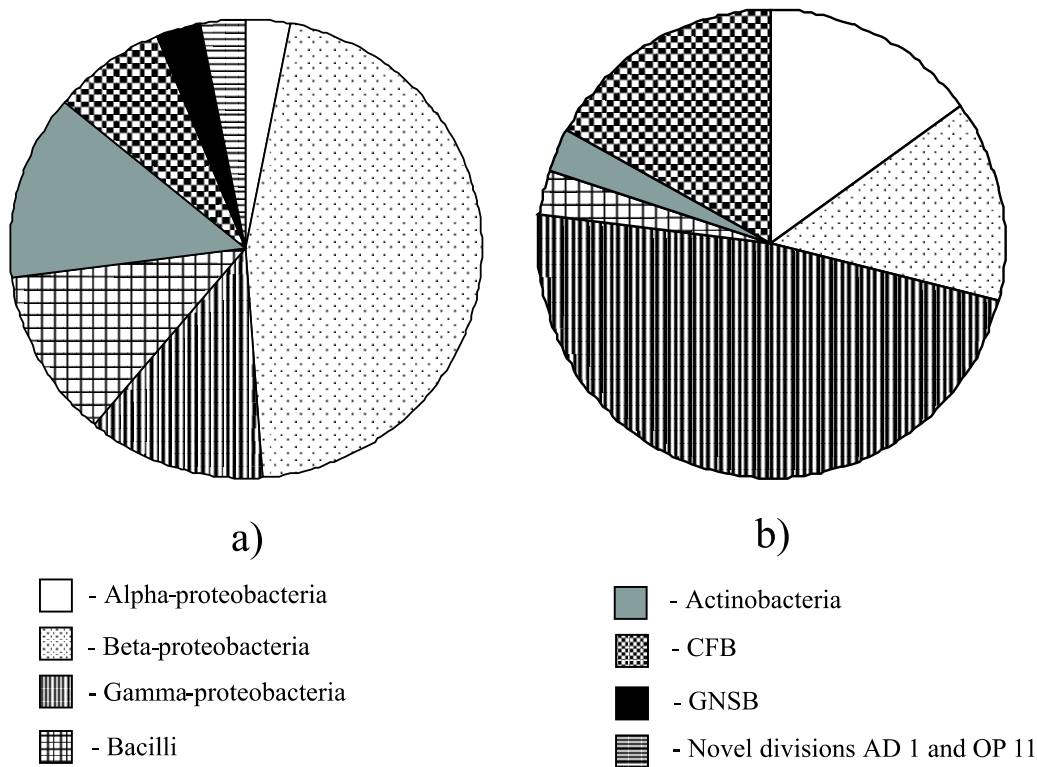 a)
b)
- Alpha-proteobacteria
- Beta-proteobacteria
- Gamma-proteobacteria
- Bacilli
- Actinobacteria
- CFB
- GNSB
- Novel divisions AD 1 and OP 11